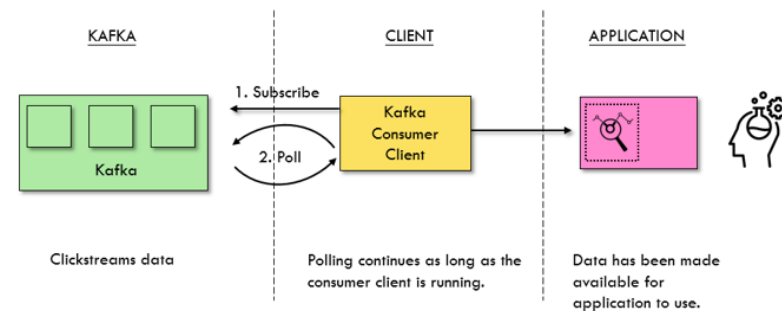 KAFKA
CLIENT
APPLICATION
1. Subscribe
Kafka
Consumer
Client
2. Poll
Kafka
Clickstreams data
Polling continues as long as the
consumer client is running.
Data has been made
available for
application to use.